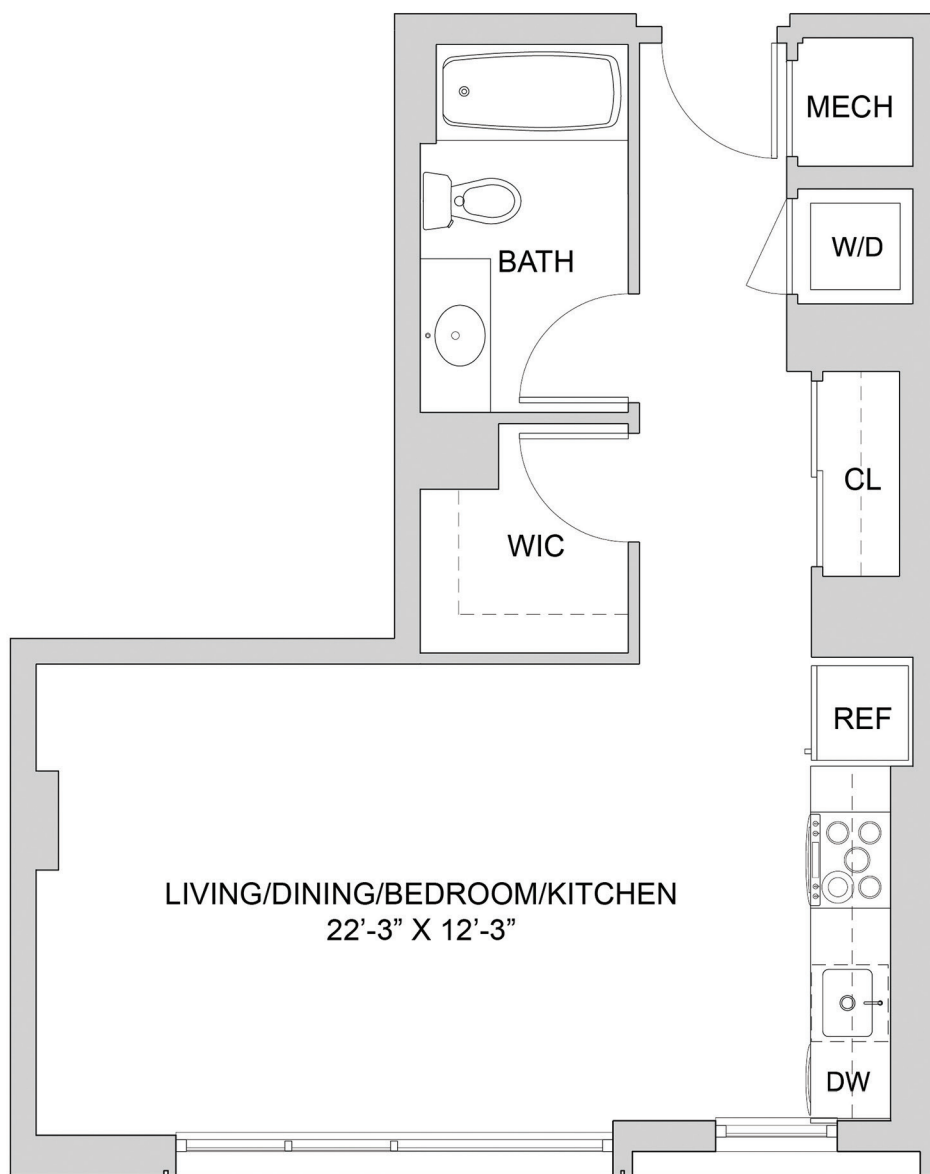 MECH
W/D
BATH
CL
WIC
REF
LIVING/DINING/BEDROOM/KITCHEN
22’-3” X 12’-3”
DW